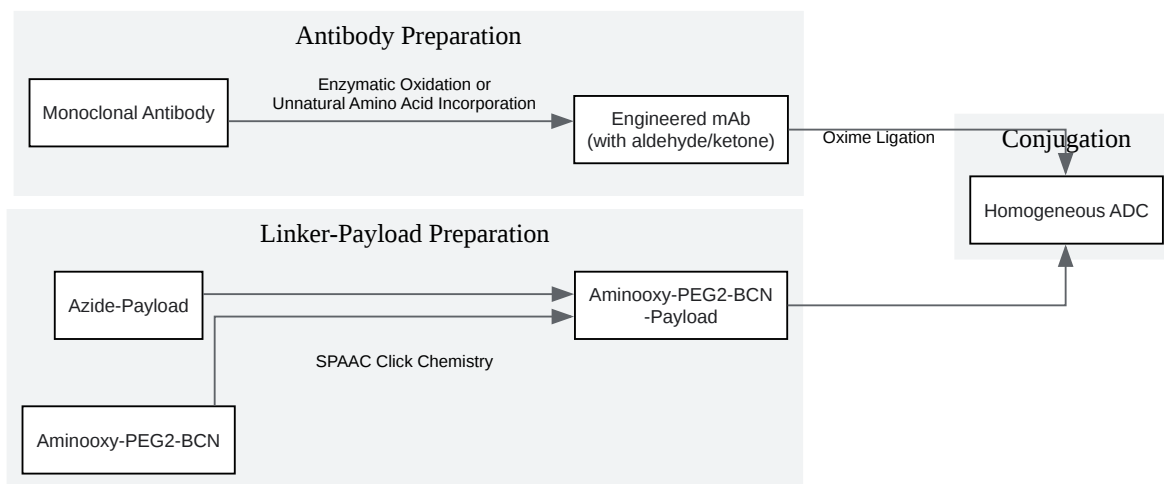 Antibody Preparation
Monoclonal Antibody
Enzymatic Oxidation or
Unnatural Amino Acid Incorporation
Engineered mAb
(with aldehyde/ketone)
Oxime Ligation
Conjugation
Homogeneous ADC
Linker-Payload Preparation
Azide-Payload
Aminooxy-PEG2-BCN
-Payload
SPAAC Click Chemistry
Aminooxy-PEG2-BCN